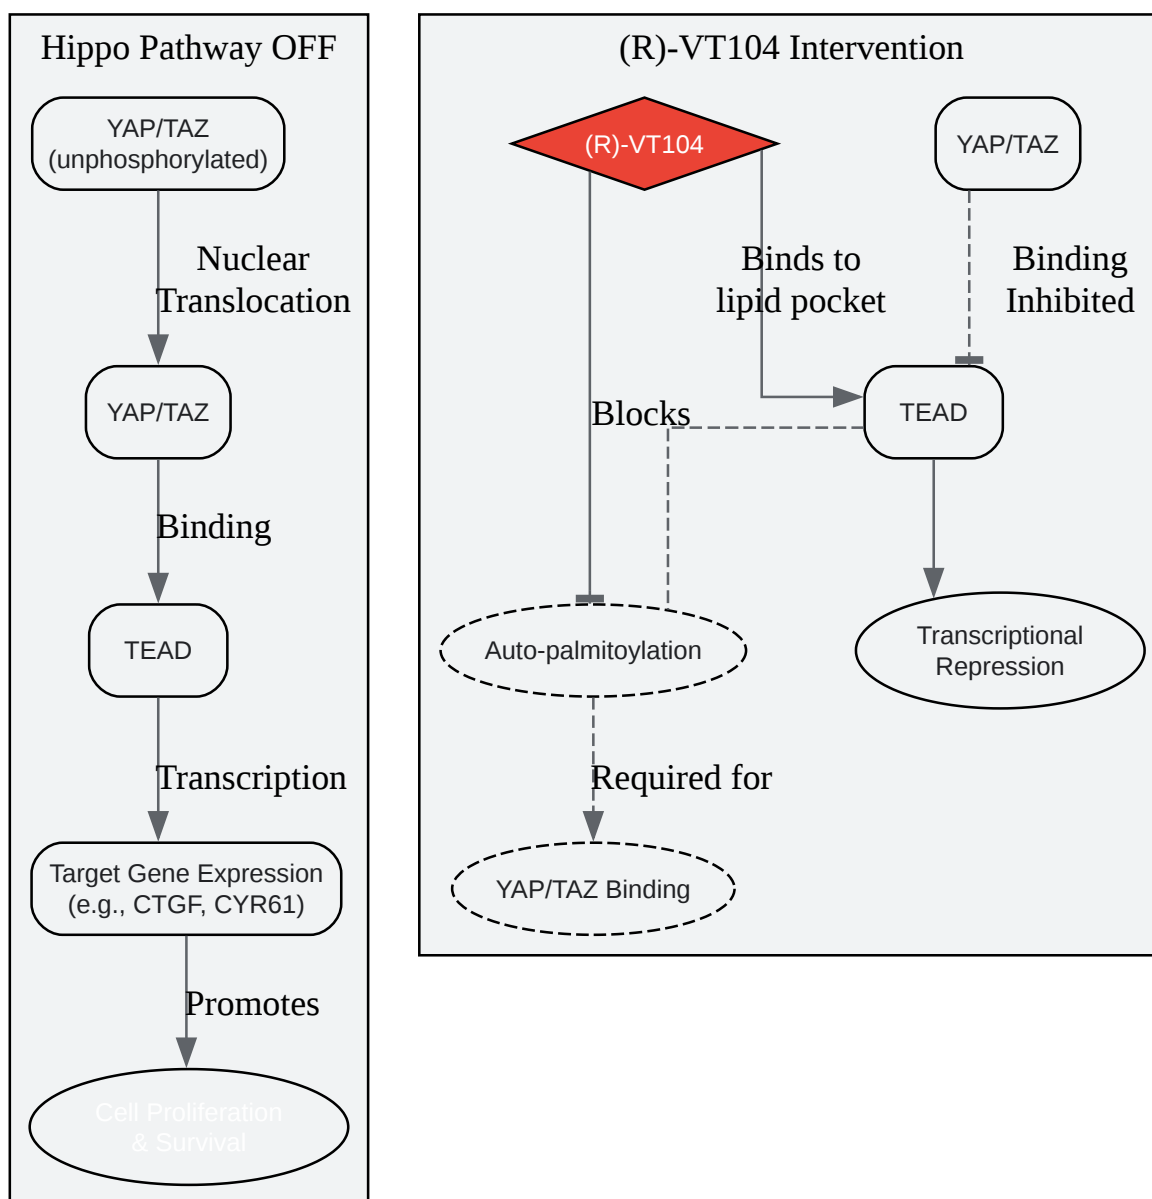 Hippo Pathway OFF
YAP/TAZ
(unphosphorylated)
Nuclear
Translocation
YAP/TAZ
Binding
TEAD
Transcription
Target Gene Expression
(e.g., CTGF, CYR61)
Promotes
Cell Proliferation
& Survival
(R)-VT104 Intervention
(R)-VT104
YAP/TAZ
Binds to
lipid pocket
Binding
Inhibited
Blocks
TEAD
Auto-palmitoylation
Transcriptional
Repression
Required for
YAP/TAZ Binding